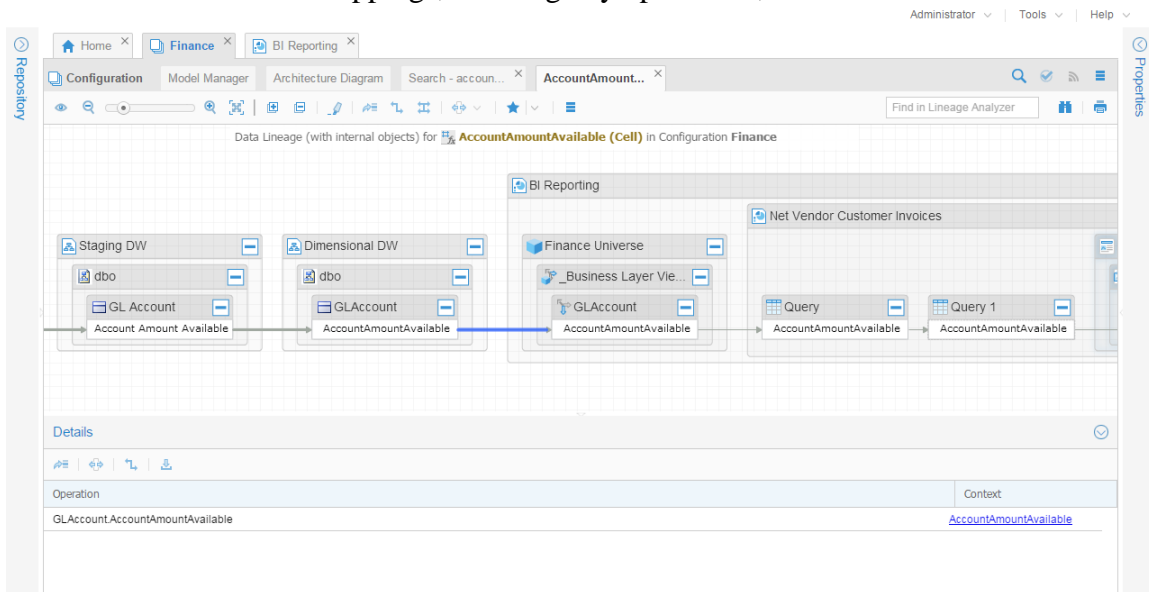 Administrator Tools Help
Home Finance BI Reporting
Repository
Properties
Configuration Model Manager Architecture Diagram Search - accoun... AccountAmount...
Find in Lineage Analyzer
Data Lineage (with internal objects) for AccountAmountAvailable (Cell) in Configuration Finance
BI Reporting
Net Vendor Customer Invoices
Staging DW Dimensional DW Finance Universe
dbo dbo _Business Layer Vie...
GL Account GLAccount GLAccount Query Query 1
Account Amount Available AccountAmountAvailable AccountAmountAvailable AccountAmountAvailable AccountAmountAvailable
Details
Operation Context
GLAccount.AccountAmountAvailable AccountAmountAvailable